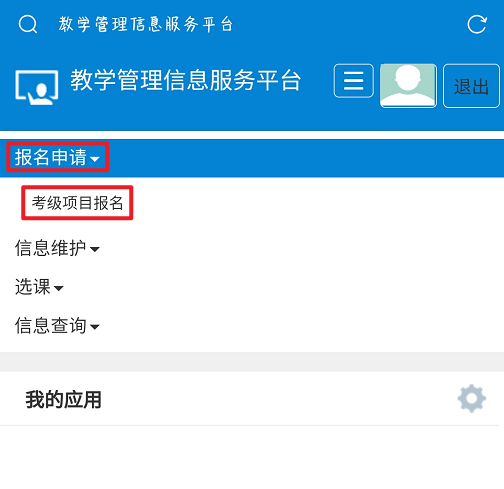 教学管理信息服务平台
教学管理信息服务平台
退出
报名申请
考级项目报名
信息维护
选课
信息查询
我的应用